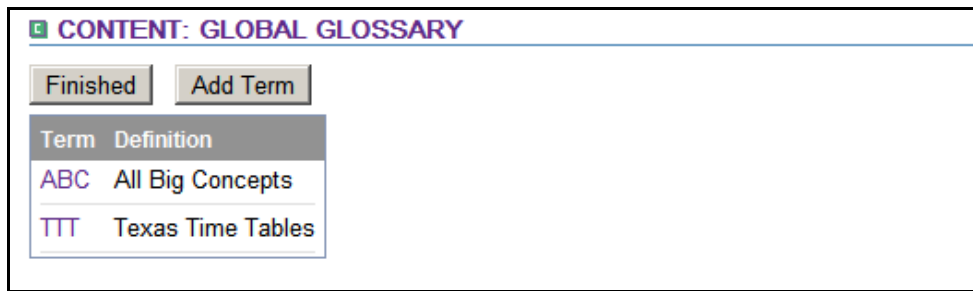 C CONTENT: GLOBAL GLOSSARY
Finished Add Term
Term Definition
ABC All Big Concepts
TTT Texas Time Tables